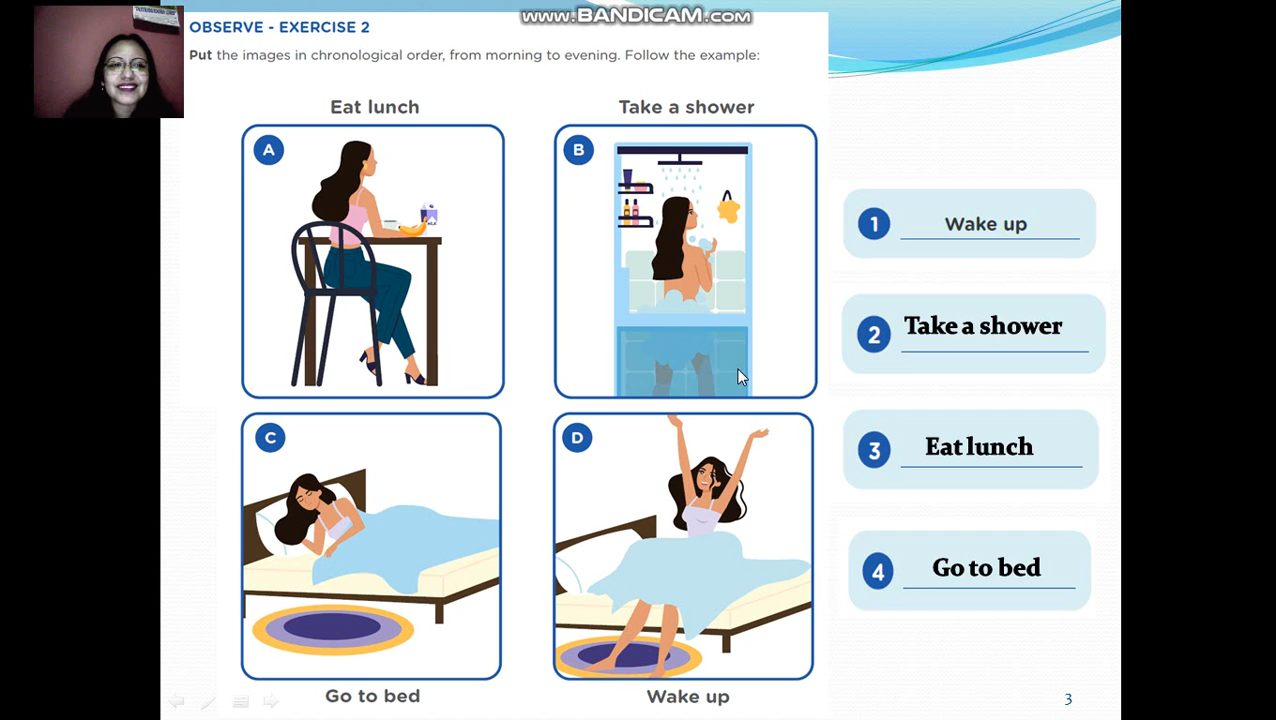 www.BANDICAM.com
OBSERVE - EXERCISE 2
Put the images in chronological order, from morning to evening. Follow the example:
Eat lunch
Take a shower
A
B
1 Wake up
2 Take a shower
3 Eat lunch
4 Go to bed
C
D
Go to bed
Wake up
3